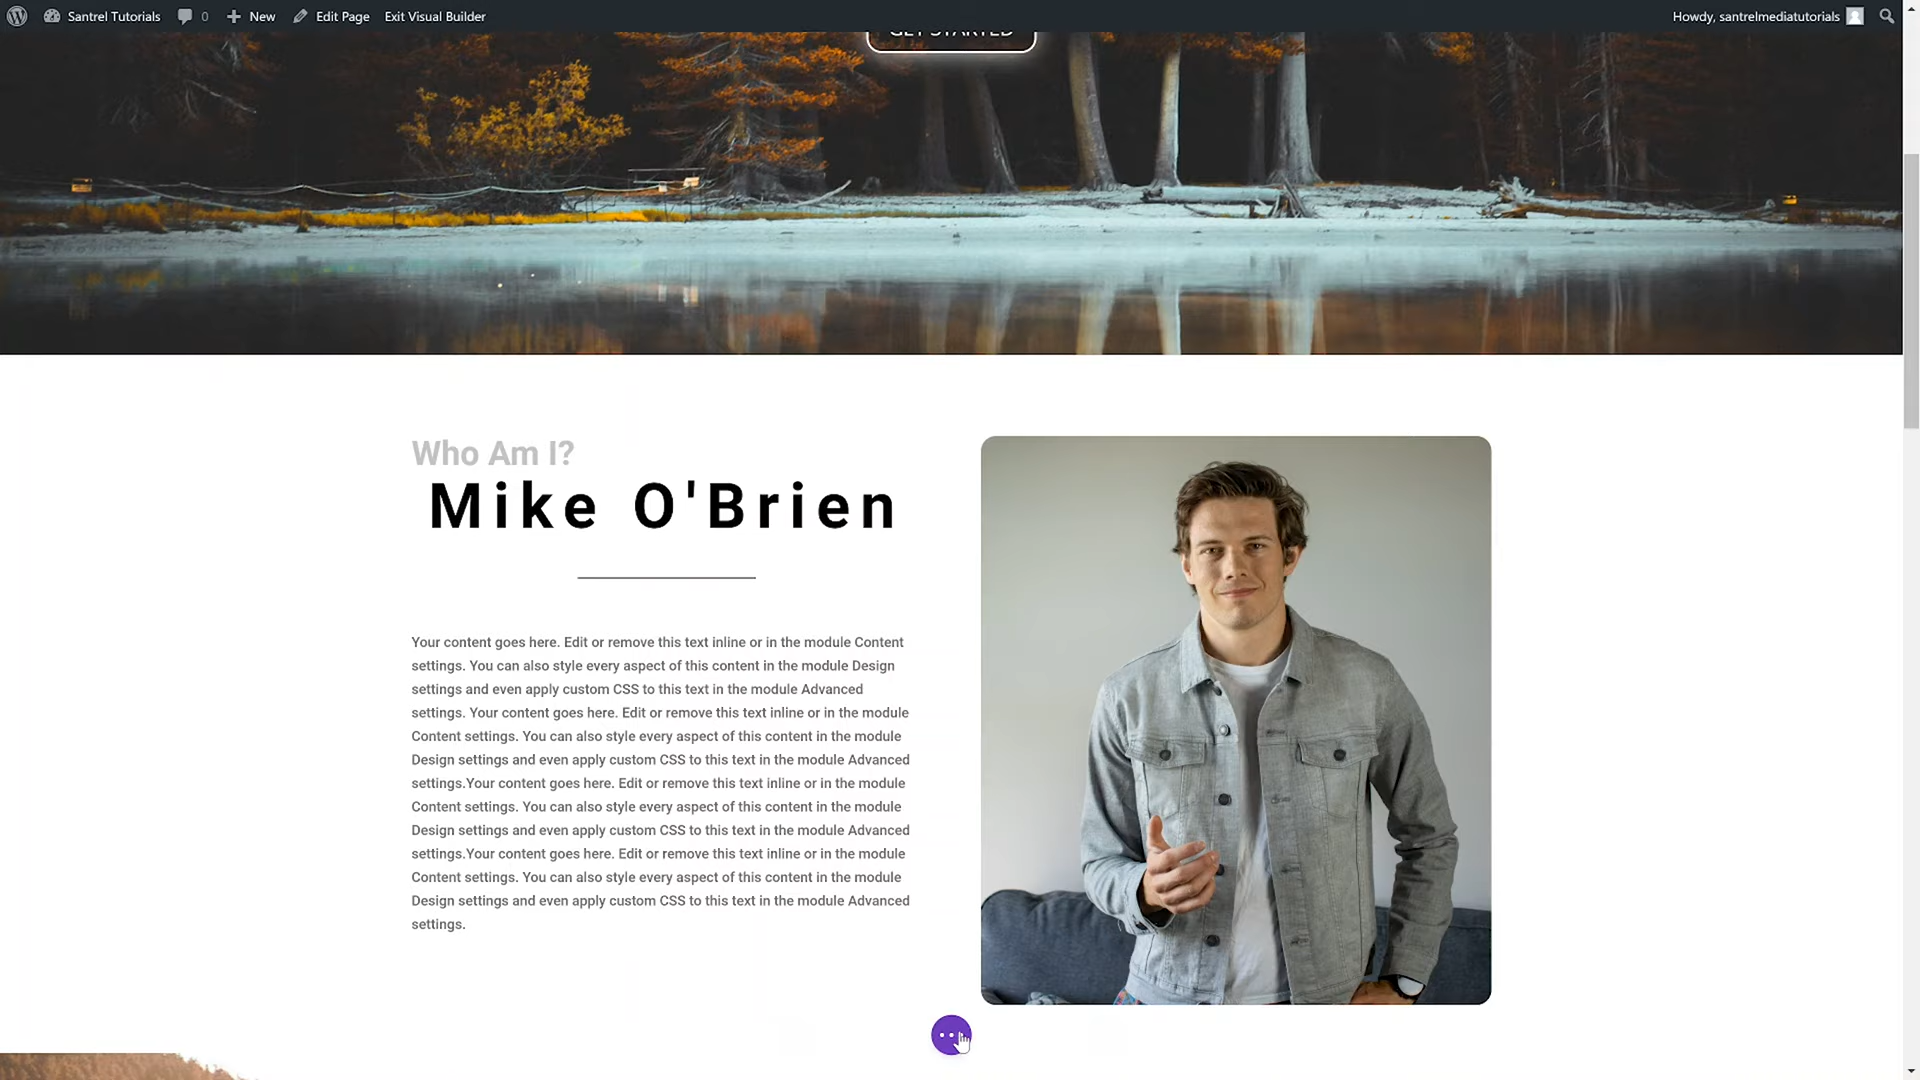 Santrel Tutorials 0 New Edit Page Exit Visual Builder Howdy, santrelmediatutorials
GET STARTED
Who Am I?
Mike O'Brien
Your content goes here. Edit or remove this text inline or in the module Content
settings. You can also style every aspect of this content in the module Design
settings and even apply custom CSS to this text in the module Advanced
settings. Your content goes here. Edit or remove this text inline or in the module
Content settings. You can also style every aspect of this content in the module
Design settings and even apply custom CSS to this text in the module Advanced
settings.Your content goes here. Edit or remove this text inline or in the module
Content settings. You can also style every aspect of this content in the module
Design settings and even apply custom CSS to this text in the module Advanced
settings.Your content goes here. Edit or remove this text inline or in the module
Content settings. You can also style every aspect of this content in the module
Design settings and even apply custom CSS to this text in the module Advanced
settings.